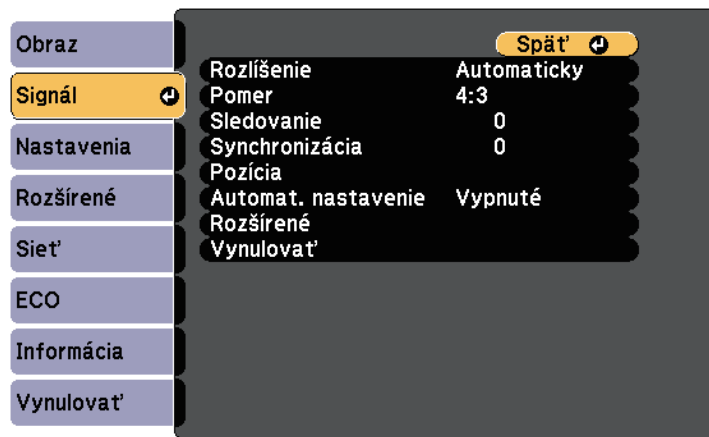 Obraz
Signál
Nastavenia
Rozšírené
Sieť
ECO
Informácia
Vynulovať
Späť
Rozlíšenie Automaticky
Pomer 4:3
Sledovanie 0
Synchronizácia 0
Pozícia
Automat. nastavenie Vypnuté
Rozšírené
Vynulovať